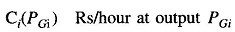 Cᵢ(P_Gi) Rs/hour at output P_Gi